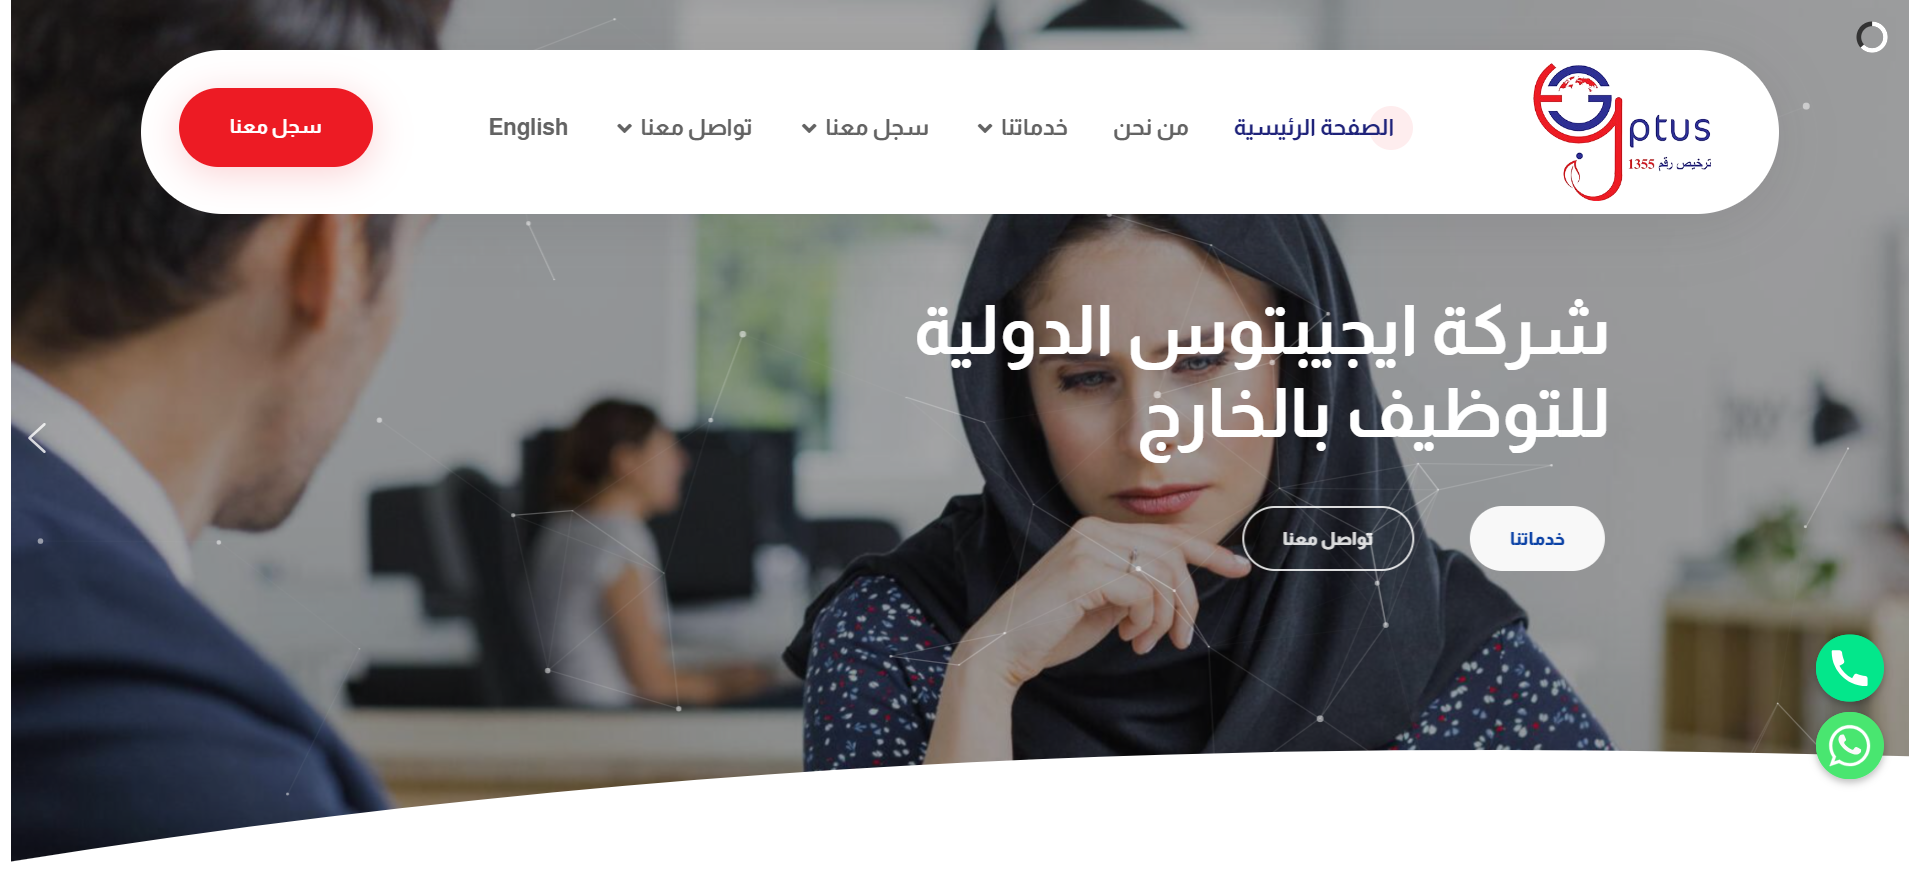 Egyptus
ترخيص رقم 1355
الصفحة الرئيسية
من نحن
خدماتنا
سجل معنا
تواصل معنا
English
سجل معنا
شركة ايجيبتوس الدولية
للتوظيف بالخارج
خدماتنا
تواصل معنا